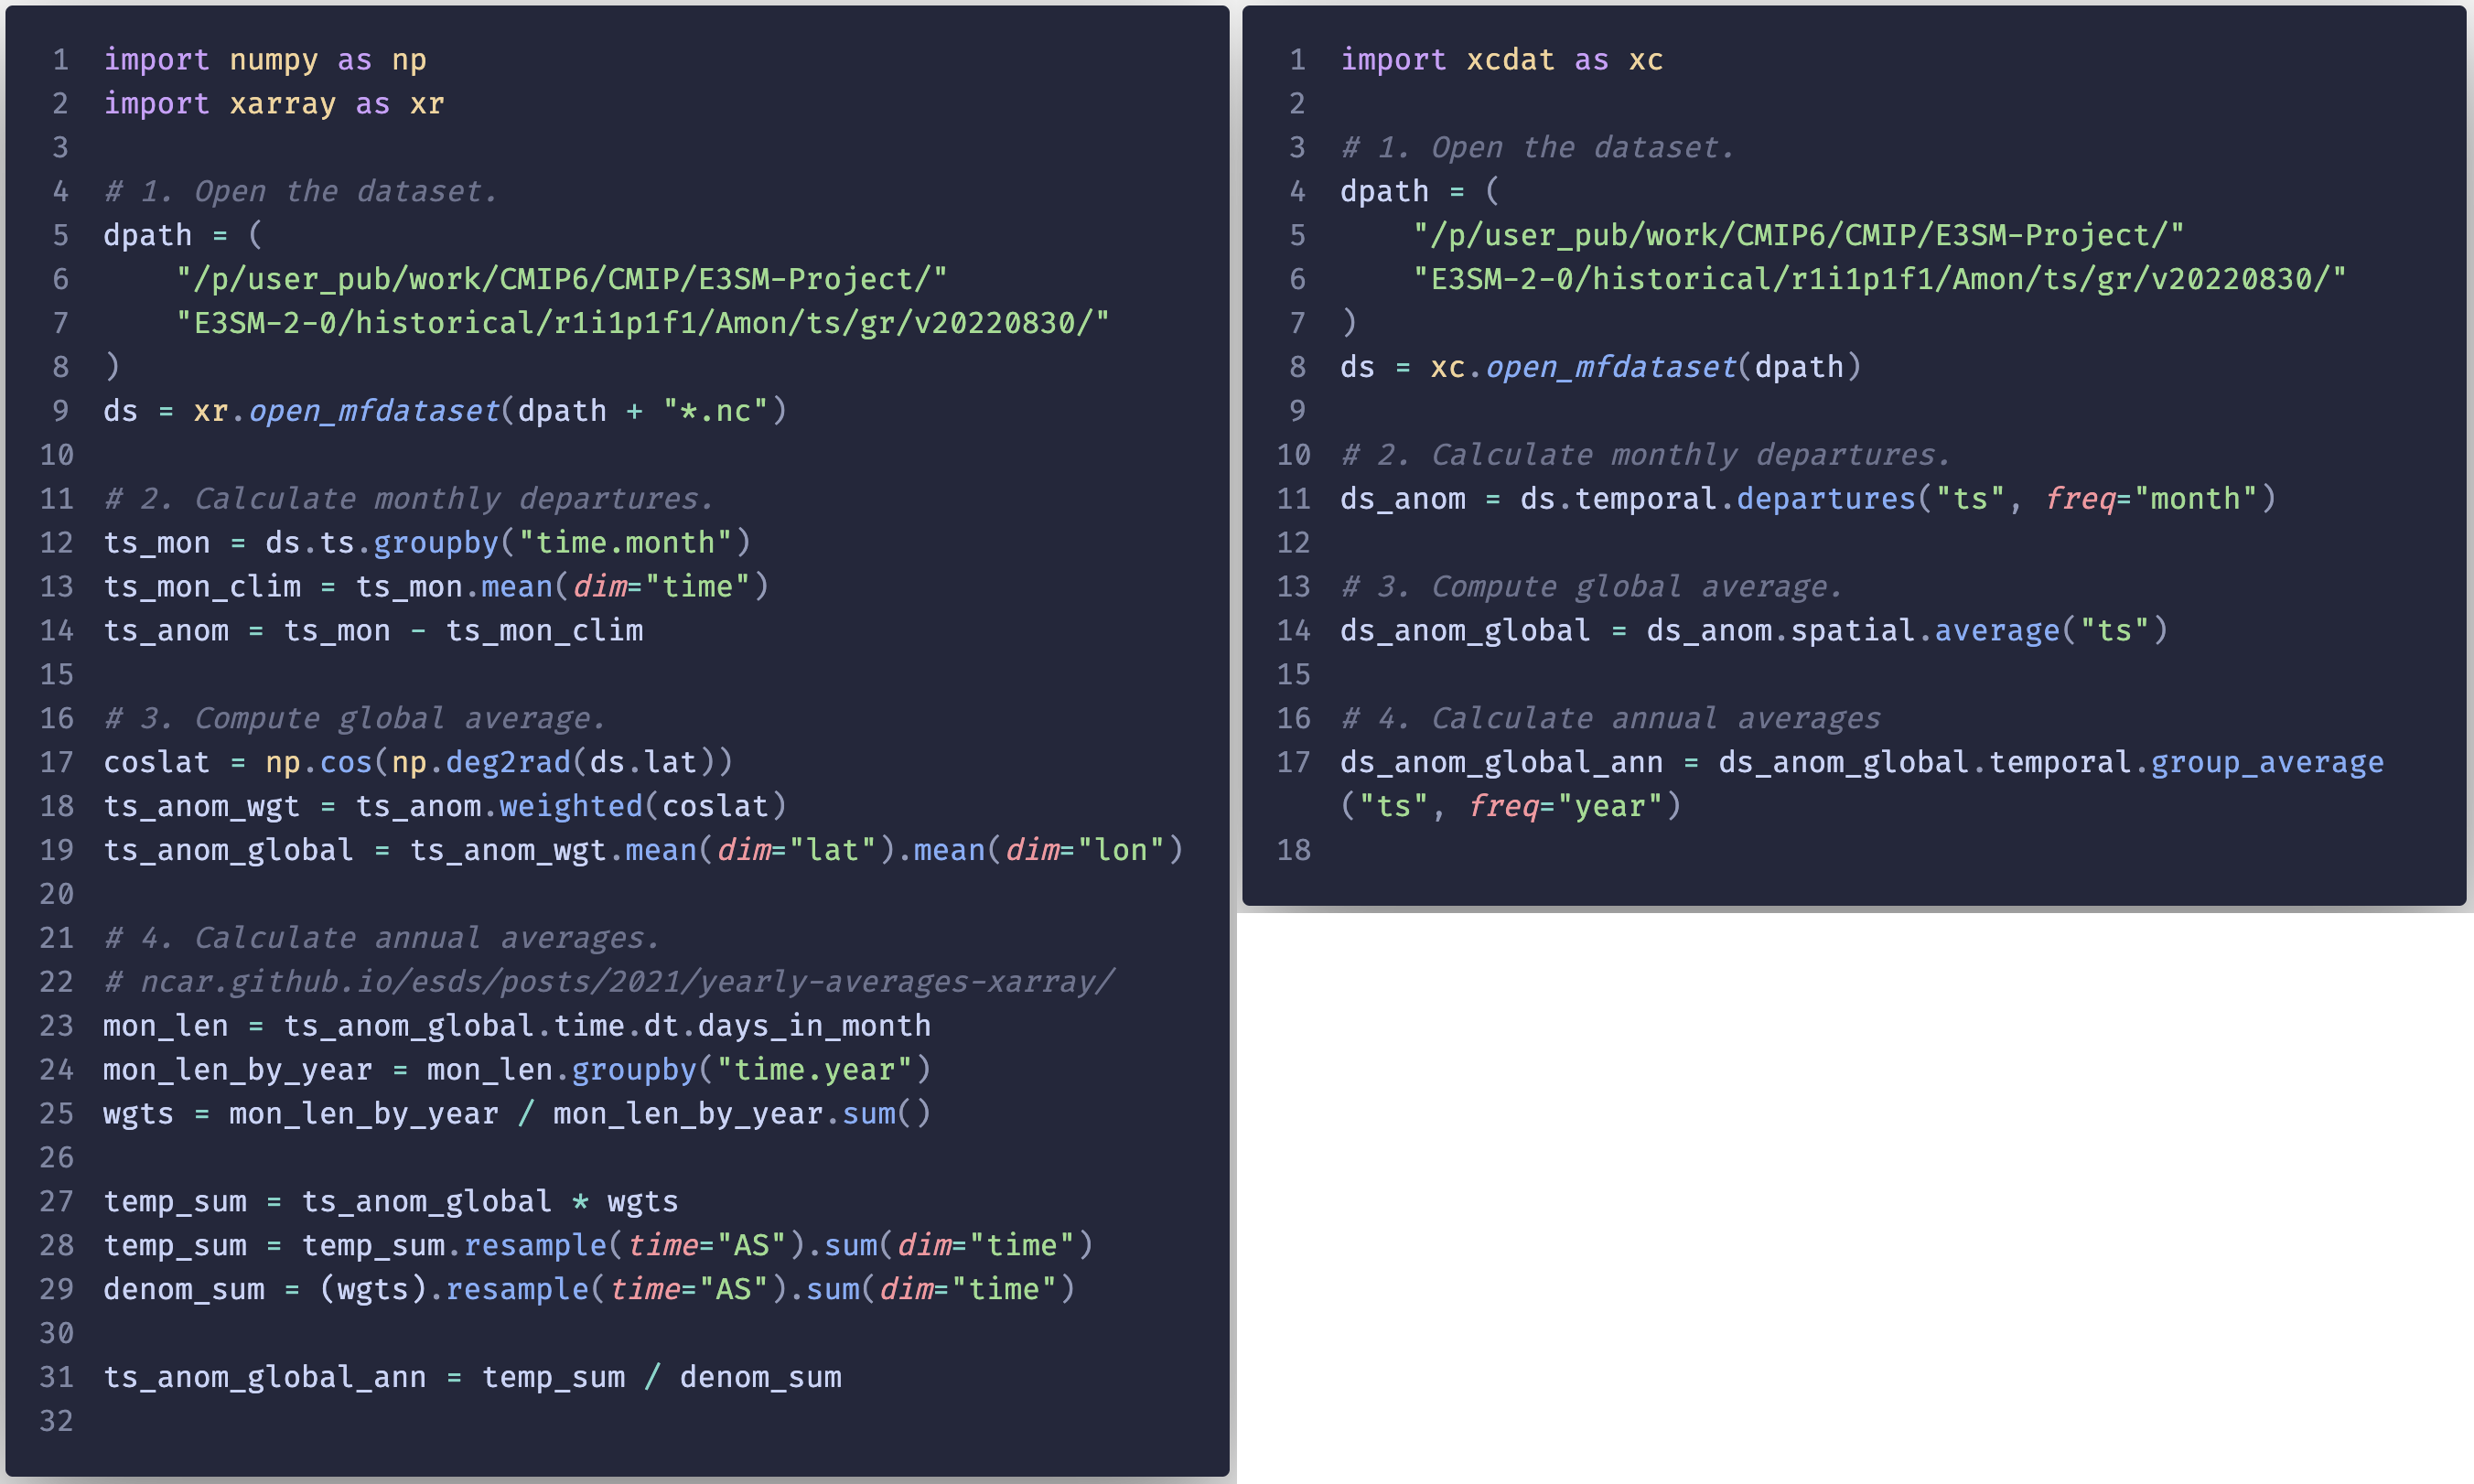 1 import numpy as np
2 import xarray as xr
3
4 # 1. Open the dataset.
5 dpath = (
6     "/p/user_pub/work/CMIP6/CMIP/E3SM-Project/"
7     "E3SM-2-0/historical/r1i1p1f1/Amon/ts/gr/v20220830/"
8 )
9 ds = xr.open_mfdataset(dpath + "*.nc")
10
11 # 2. Calculate monthly departures.
12 ts_mon = ds.ts.groupby("time.month")
13 ts_mon_clim = ts_mon.mean(dim="time")
14 ts_anom = ts_mon - ts_mon_clim
15
16 # 3. Compute global average.
17 coslat = np.cos(np.deg2rad(ds.lat))
18 ts_anom_wgt = ts_anom.weighted(coslat)
19 ts_anom_global = ts_anom_wgt.mean(dim="lat").mean(dim="lon")
20
21 # 4. Calculate annual averages.
22 # ncar.github.io/esds/posts/2021/yearly-averages-xarray/
23 mon_len = ts_anom_global.time.dt.days_in_month
24 mon_len_by_year = mon_len.groupby("time.year")
25 wgts = mon_len_by_year / mon_len_by_year.sum()
26
27 temp_sum = ts_anom_global * wgts
28 temp_sum = temp_sum.resample(time="AS").sum(dim="time")
29 denom_sum = (wgts).resample(time="AS").sum(dim="time")
30
31 ts_anom_global_ann = temp_sum / denom_sum
32
1 import xcdat as xc
2
3 # 1. Open the dataset.
4 dpath = (
5     "/p/user_pub/work/CMIP6/CMIP/E3SM-Project/"
6     "E3SM-2-0/historical/r1i1p1f1/Amon/ts/gr/v20220830/"
7 )
8 ds = xc.open_mfdataset(dpath)
9
10 # 2. Calculate monthly departures.
11 ds_anom = ds.temporal.departures("ts", freq="month")
12
13 # 3. Compute global average.
14 ds_anom_global = ds_anom.spatial.average("ts")
15
16 # 4. Calculate annual averages
17 ds_anom_global_ann = ds_anom_global.temporal.group_average
("ts", freq="year")
18